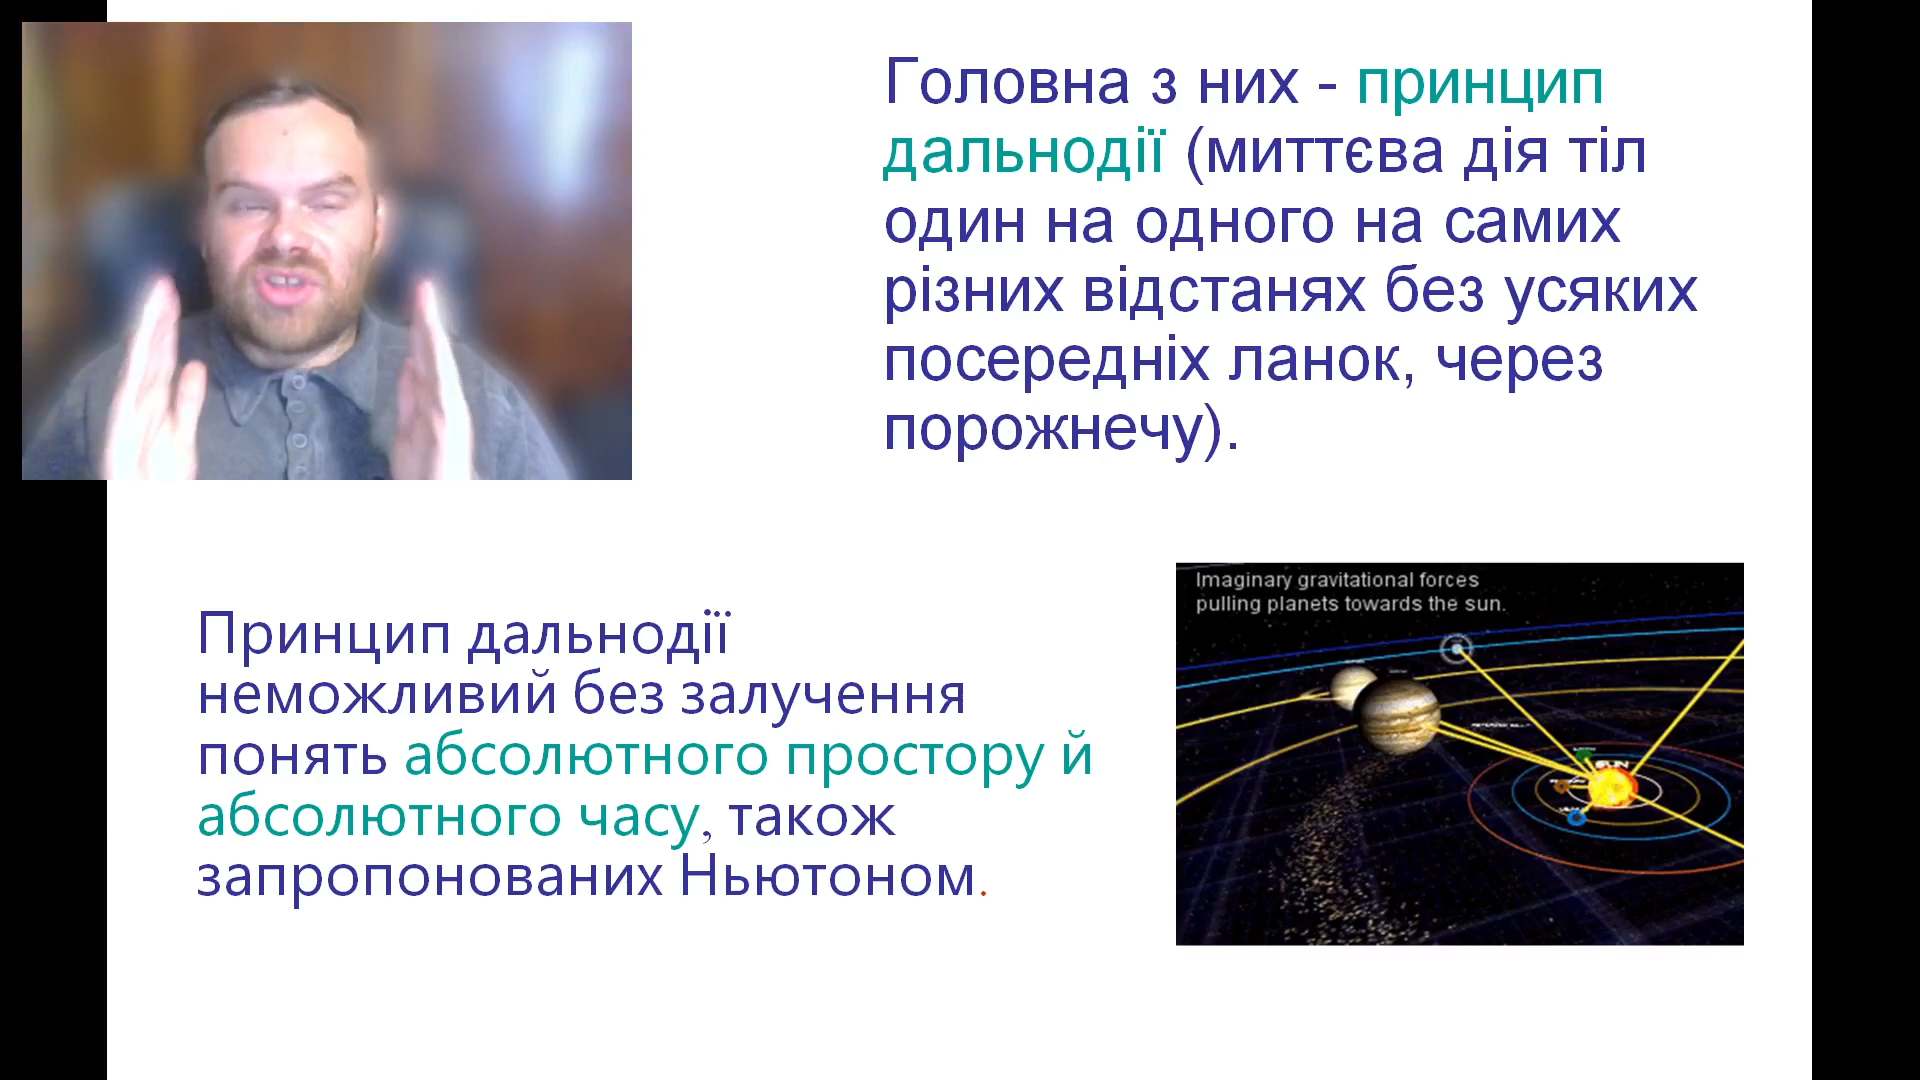 Головна з них - принцип
дальнодії (миттєва дія тіл
один на одного на самих
різних відстанях без усяких
посередніх ланок, через
порожнечу).
Принцип дальнодії
неможливий без залучення
понять абсолютного простору й
абсолютного часу, також
запропонованих Ньютоном.
Imaginary gravitational forces
pulling planets towards the sun.
SUN